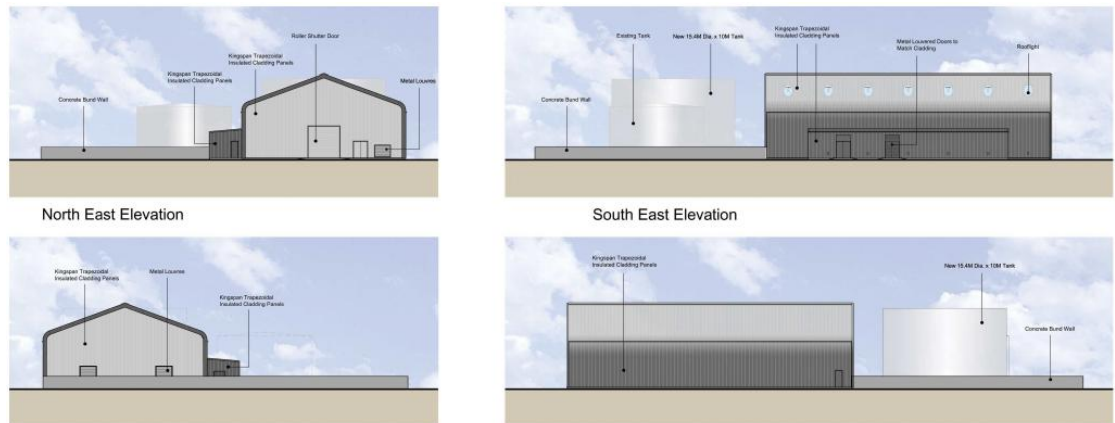 Roller Shutter Door
Kingspan Trapezoidal
Insulated Cladding Panels
Kingspan Trapezoidal
Insulated Cladding Panels
Metal Louvres
Concrete Bund Wall
North East Elevation
Existing Tank
New 15.4M Dia. x 10M Tank
Kingspan Trapezoidal
Insulated Cladding Panels
Metal Louvered Doors to
Match Cladding
Rooflight
Concrete Bund Wall
South East Elevation
Kingspan Trapezoidal
Insulated Cladding Panels
Metal Louvres
Kingspan Trapezoidal
Insulated Cladding Panels
Kingspan Trapezoidal
Insulated Cladding Panels
New 15.4M Dia. x 10M Tank
Concrete Bund Wall